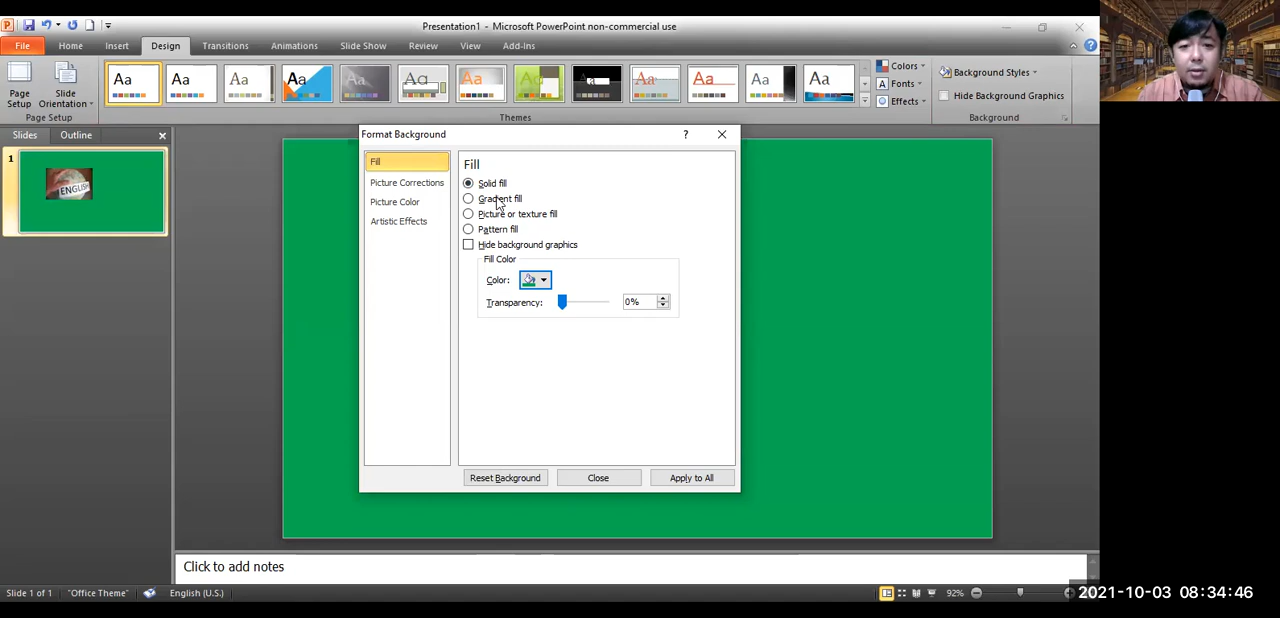 Presentation1 - Microsoft PowerPoint non-commercial use
File Home Insert Design Transitions Animations Slide Show Review View Add-Ins
Page Setup
Slide Orientation
Aa Aa Aa Aa Aa Aa Aa Aa Aa Aa Aa Aa Aa
Colors
Fonts
Effects
Background Styles
Hide Background Graphics
Page Setup
Themes
Background
Slides Outline
1
ENGLISH
Format Background
Fill
Picture Corrections
Picture Color
Artistic Effects
Fill
Solid fill
Gradient fill
Picture or texture fill
Pattern fill
Hide background graphics
Fill Color
Color:
Transparency: 0%
Reset Background Close Apply to All
Click to add notes
Slide 1 of 1 "Office Theme" English (U.S.) 92%
2021-10-03 08:34:46